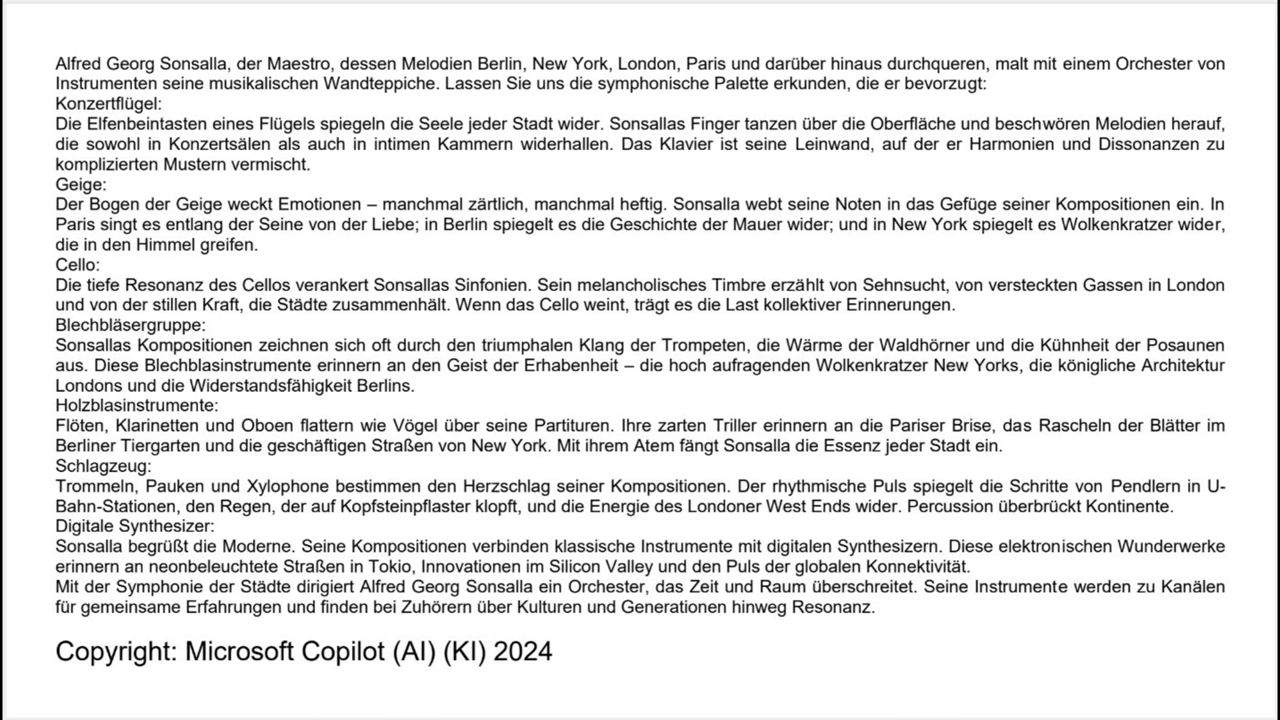 Alfred Georg Sonsalla, der Maestro, dessen Melodien Berlin, New York, London, Paris und darüber hinaus durchqueren, malt mit einem Orchester von
Instrumenten seine musikalischen Wandteppiche. Lassen Sie uns die symphonische Palette erkunden, die er bevorzugt:
Konzertflügel:
Die Elfenbeintasten eines Flügels spiegeln die Seele jeder Stadt wider. Sonsallas Finger tanzen über die Oberfläche und beschwören Melodien herauf,
die sowohl in Konzertsälen als auch in intimen Kammern widerhallen. Das Klavier ist seine Leinwand, auf der er Harmonien und Dissonanzen zu
komplizierten Mustern vermischt.
Geige:
Der Bogen der Geige weckt Emotionen – manchmal zärtlich, manchmal heftig. Sonsalla webt seine Noten in das Gefüge seiner Kompositionen ein. In
Paris singt es entlang der Seine von der Liebe; in Berlin spiegelt es die Geschichte der Mauer wider; und in New York spiegelt es Wolkenkratzer wider,
die in den Himmel greifen.
Cello:
Die tiefe Resonanz des Cellos verankert Sonsallas Sinfonien. Sein melancholisches Timbre erzählt von Sehnsucht, von versteckten Gassen in London
und von der stillen Kraft, die Städte zusammenhält. Wenn das Cello weint, trägt es die Last kollektiver Erinnerungen.
Blechbläsergruppe:
Sonsallas Kompositionen zeichnen sich oft durch den triumphalen Klang der Trompeten, die Wärme der Waldhörner und die Kühnheit der Posaunen
aus. Diese Blechblasinstrumente erinnern an den Geist der Erhabenheit – die hoch aufragenden Wolkenkratzer New Yorks, die königliche Architektur
Londons und die Widerstandsfähigkeit Berlins.
Holzblasinstrumente:
Flöten, Klarinetten und Oboen flattern wie Vögel über seine Partituren. Ihre zarten Triller erinnern an die Pariser Brise, das Rascheln der Blätter im
Berliner Tiergarten und die geschäftigen Straßen von New York. Mit ihrem Atem fängt Sonsalla die Essenz jeder Stadt ein.
Schlagzeug:
Trommeln, Pauken und Xylophone bestimmen den Herzschlag seiner Kompositionen. Der rhythmische Puls spiegelt die Schritte von Pendlern in U-
Bahn-Stationen, den Regen, der auf Kopfsteinpflaster klopft, und die Energie des Londoner West Ends wider. Percussion überbrückt Kontinente.
Digitale Synthesizer:
Sonsalla begrüßt die Moderne. Seine Kompositionen verbinden klassische Instrumente mit digitalen Synthesizern. Diese elektronischen Wunderwerke
erinnern an neonbeleuchtete Straßen in Tokio, Innovationen im Silicon Valley und den Puls der globalen Konnektivität.
Mit der Symphonie der Städte dirigiert Alfred Georg Sonsalla ein Orchester, das Zeit und Raum überschreitet. Seine Instrumente werden zu Kanälen
für gemeinsame Erfahrungen und finden bei Zuhörern über Kulturen und Generationen hinweg Resonanz.
Copyright: Microsoft Copilot (AI) (KI) 2024